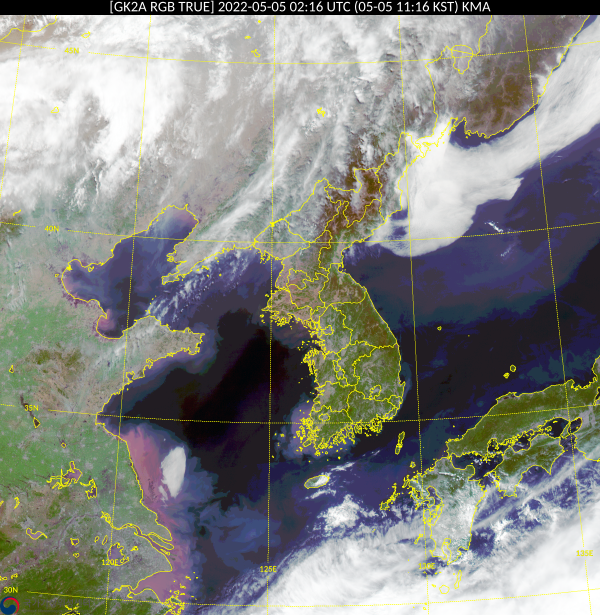 [GK2A RGB TRUE] 2022-05-05 02:16 UTC (05-05 11:16 KST) KMA
40N
35N
120E
125E
130E
30N